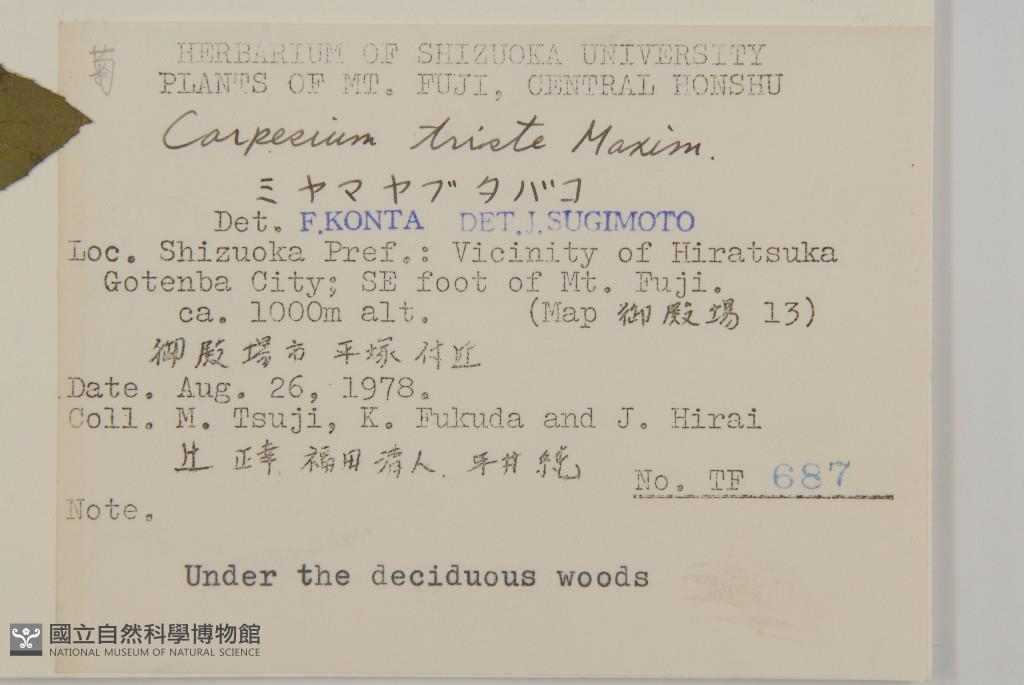 菊
HERBARIUM OF SHIZUOKA UNIVERSITY
PLANTS OF MT. FUJI, CENTRAL HONSHU
Carpesium triste Maxim.
ミヤマヤブタバコ
Det. F.KONTA DET.J.SUGIMOTO
Loc. Shizuoka Pref.: Vicinity of Hiratsuka
Gotenba City; SE foot of Mt. Fuji.
ca. 1000m alt. (Map 御殿場 13)
御殿場市 平塚付近
Date. Aug. 26, 1978.
Coll. M. Tsuji, K. Fukuda and J. Hirai
辻 正幸 福田清人. 平井 純
No. TF 687
Note.
Under the deciduous woods
國立自然科學博物館
NATIONAL MUSEUM OF NATURAL SCIENCE